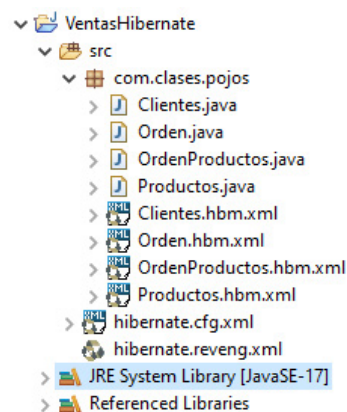 VentasHibernate
src
com.clases.pojos
Clientes.java
Orden.java
OrdenProductos.java
Productos.java
Clientes.hbm.xml
Orden.hbm.xml
OrdenProductos.hbm.xml
Productos.hbm.xml
hibernate.cfg.xml
hibernate.reveng.xml
JRE System Library [JavaSE-17]
Referenced Libraries